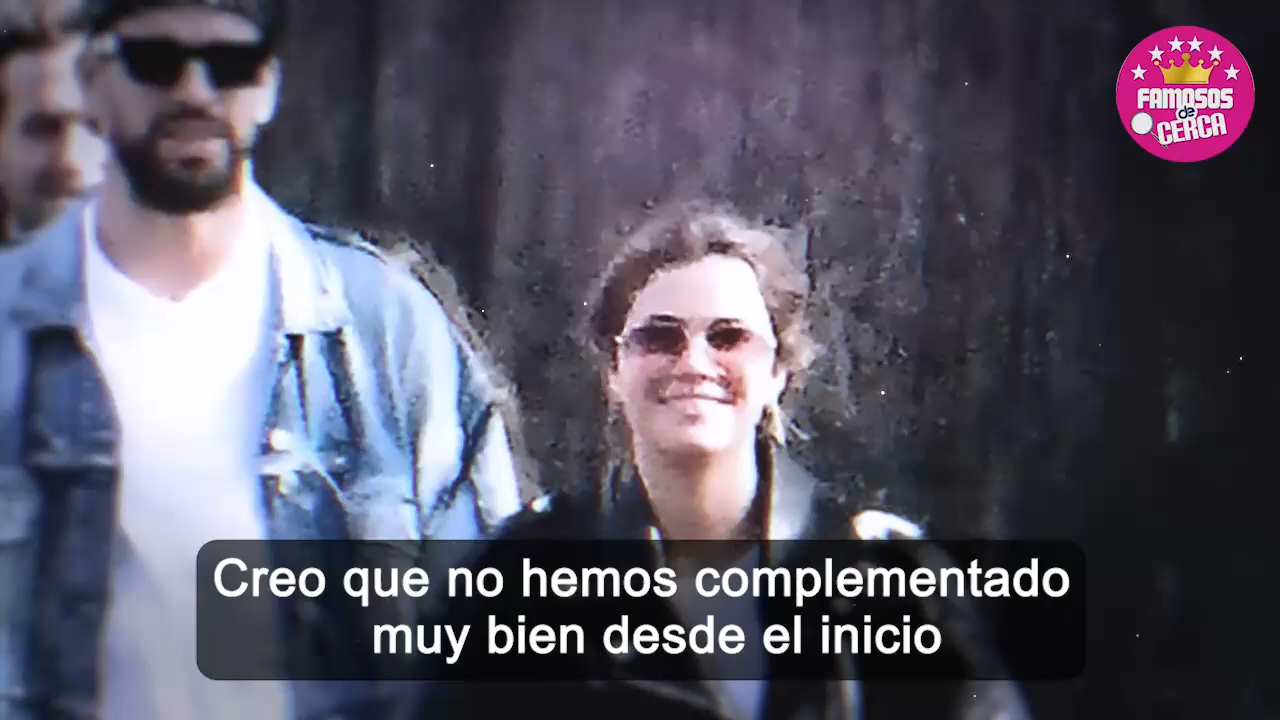 FAMOSOS
de
CERCA
Creo que no hemos complementado
muy bien desde el inicio